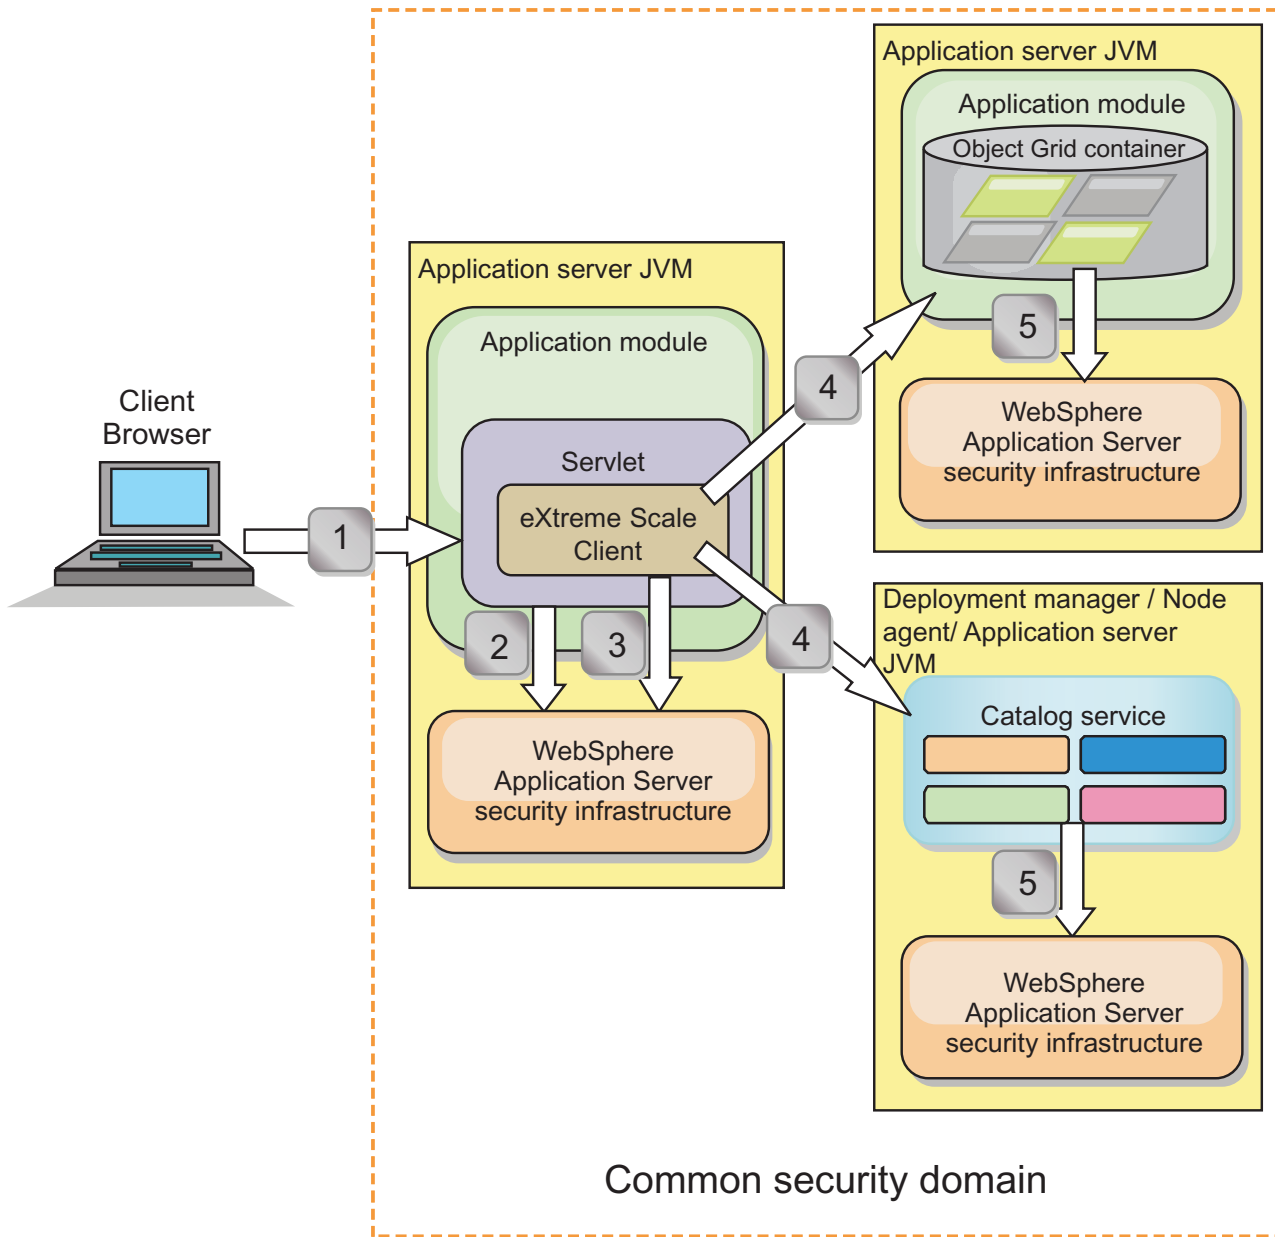 Application server JVM
Application module
Object Grid container
5
WebSphere
Application Server
security infrastructure
Application server JVM
Application module
Servlet
eXtreme Scale
Client
4
Client
Browser
1
2
3
4
WebSphere
Application Server
security infrastructure
Deployment manager / Node
agent/ Application server
JVM
Catalog service
5
WebSphere
Application Server
security infrastructure
Common security domain